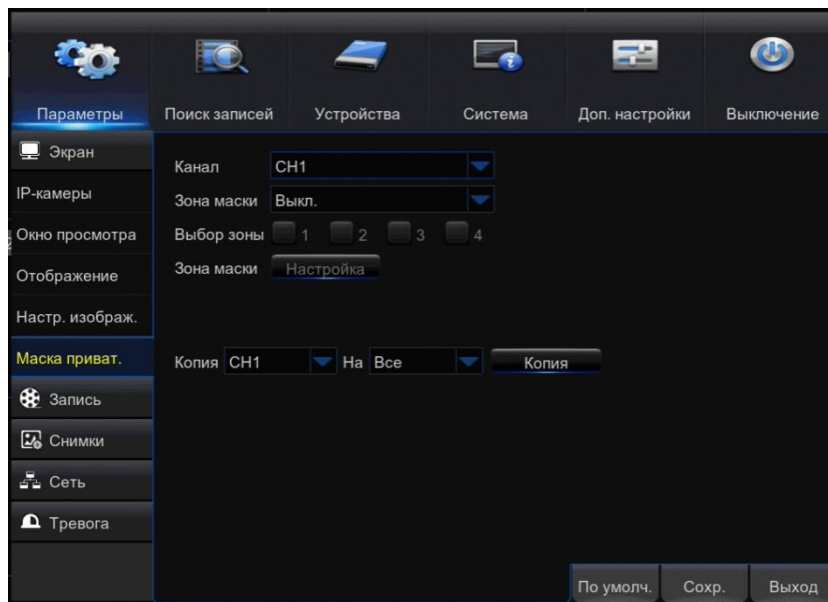 Параметры
Поиск записей
Устройства
Система
Доп. настройки
Выключение
Экран
IP-камеры
Окно просмотра
Отображение
Настр. изображ.
Маска приват.
Запись
Снимки
Сеть
Тревога
Канал CH1
Зона маски Выкл.
Выбор зоны 1 2 3 4
Зона маски Настройка
Копия CH1 На Все Копия
По умолч. Сохр. Выход